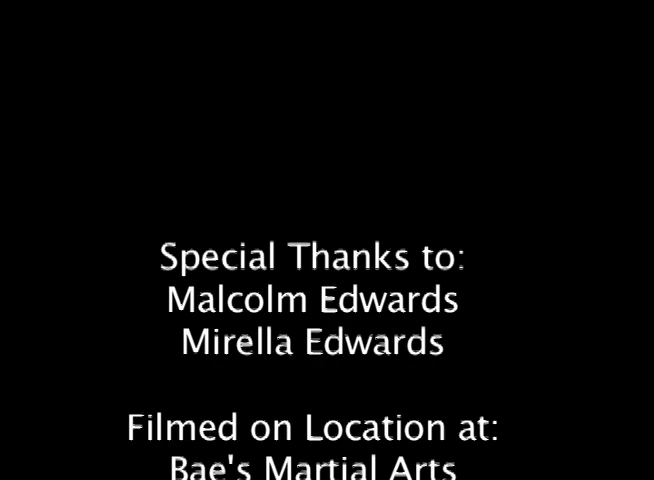 Special Thanks to:
Malcolm Edwards
Mirella Edwards
Filmed on Location at:
Bae's Martial Arts